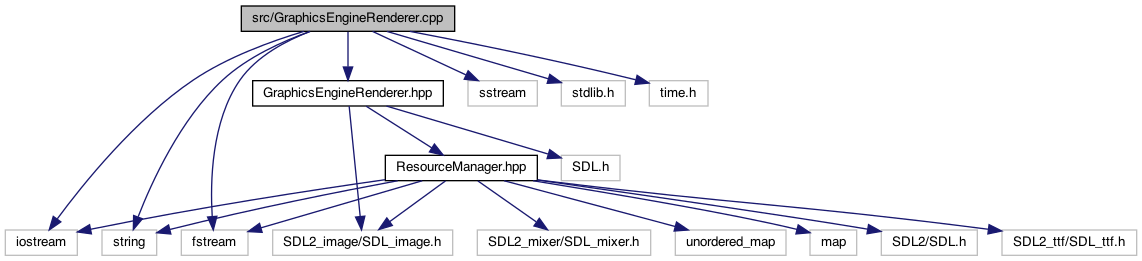 src/GraphicsEngineRenderer.cpp
GraphicsEngineRenderer.hpp
sstream
stdlib.h
time.h
ResourceManager.hpp
SDL.h
iostream
string
fstream
SDL2_image/SDL_image.h
SDL2_mixer/SDL_mixer.h
unordered_map
map
SDL2/SDL.h
SDL2_ttf/SDL_ttf.h